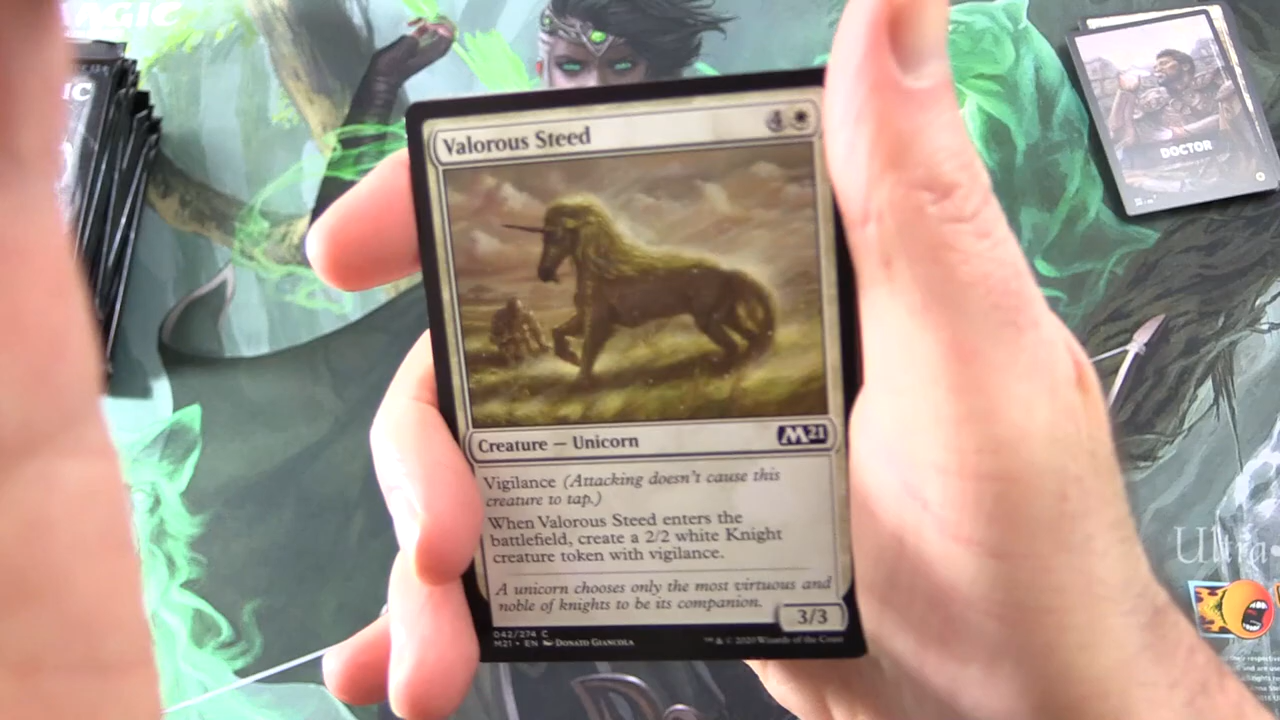 Valorous Steed
4
Creature — Unicorn
M21
Vigilance (Attacking doesn't cause this
creature to tap.)
When Valorous Steed enters the
battlefield, create a 2/2 white Knight
creature token with vigilance.
A unicorn chooses only the most virtuous and
noble of knights to be its companion.
3/3
042/274 C
M21 • EN Donato Giancola
™ & © 2020 Wizards of the Coast
DOCTOR
Ultra